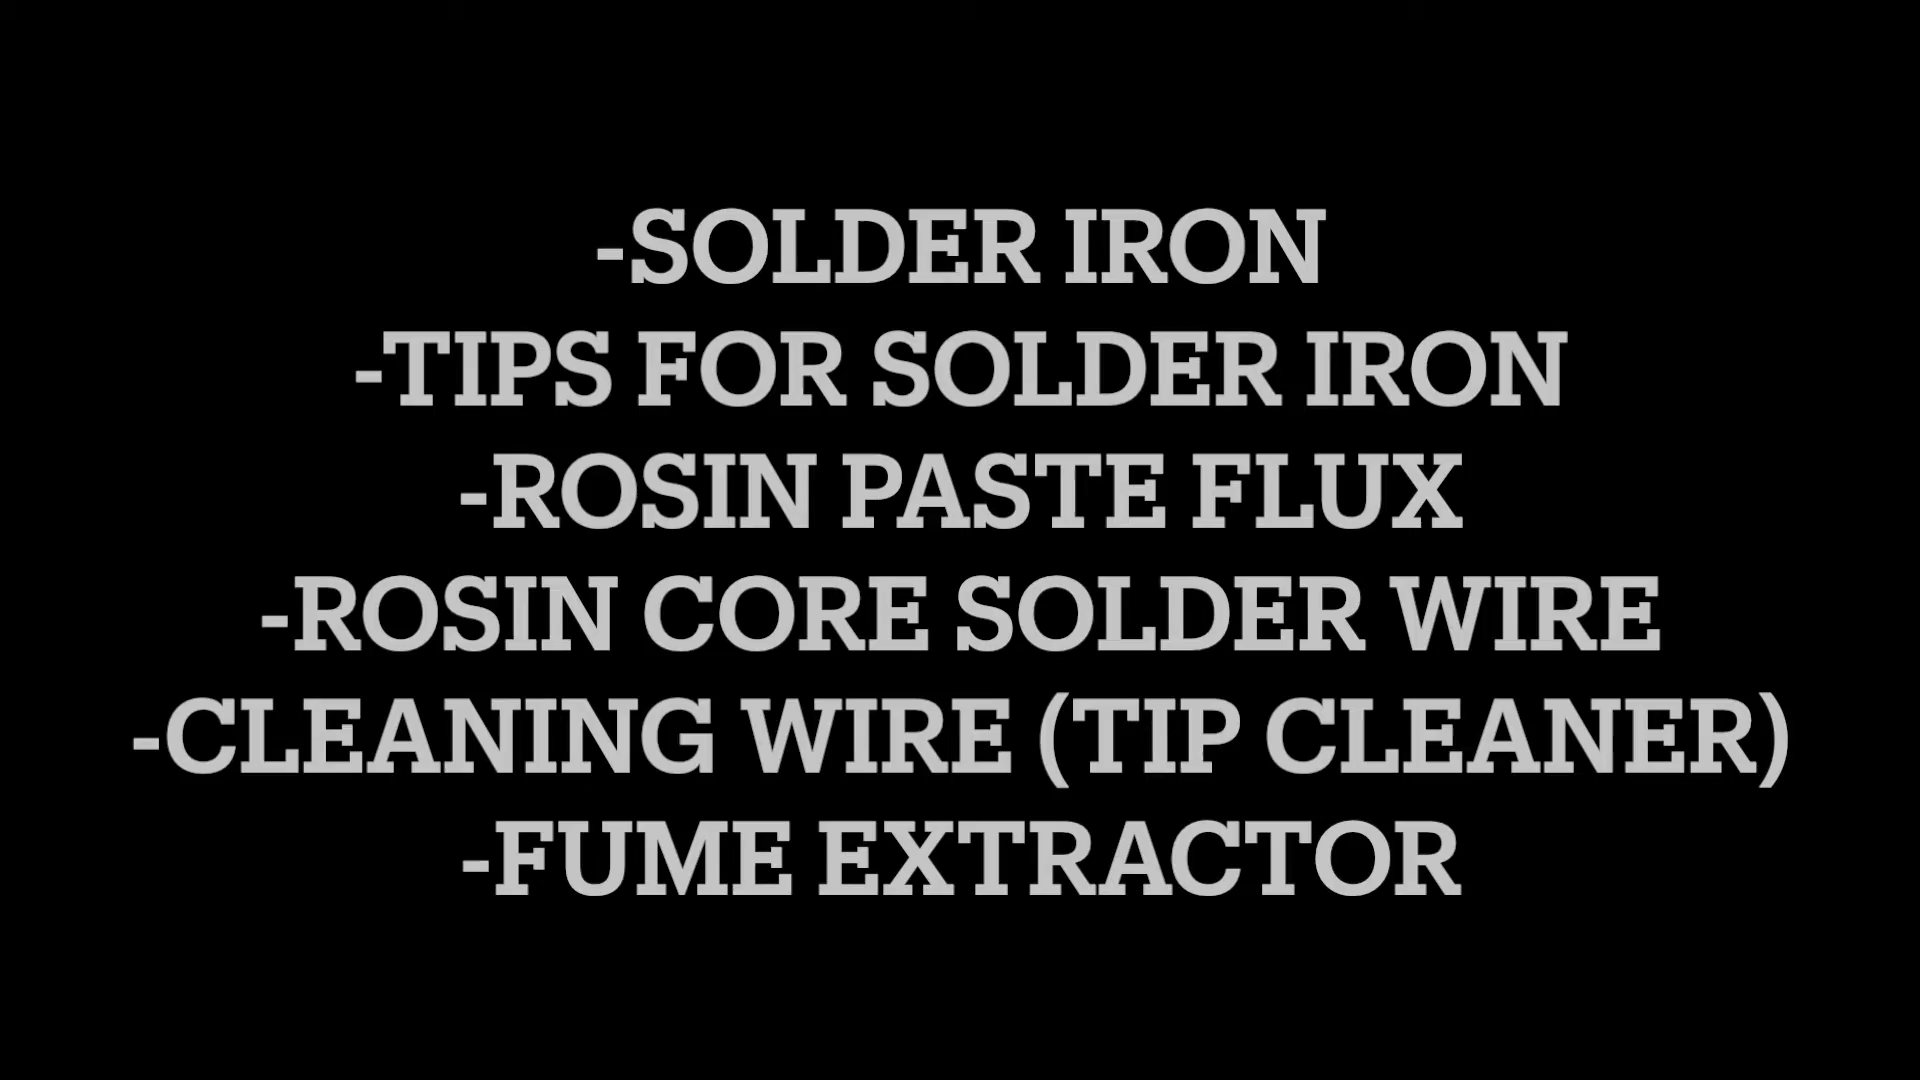 -SOLDER IRON
-TIPS FOR SOLDER IRON
-ROSIN PASTE FLUX
-ROSIN CORE SOLDER WIRE
-CLEANING WIRE (TIP CLEANER)
-FUME EXTRACTOR